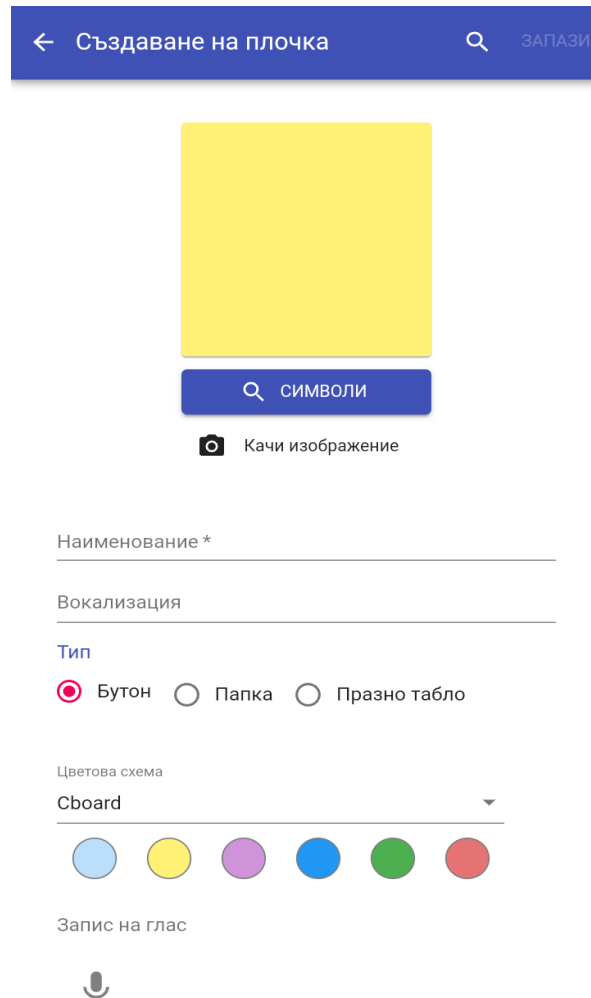 Създаване на плочка
ЗАПАЗИ
СИМВОЛИ
Качи изображение
Наименование *
Вокализация
Тип
Бутон Папка Празно табло
Цветова схема
Cboard
Запис на глас